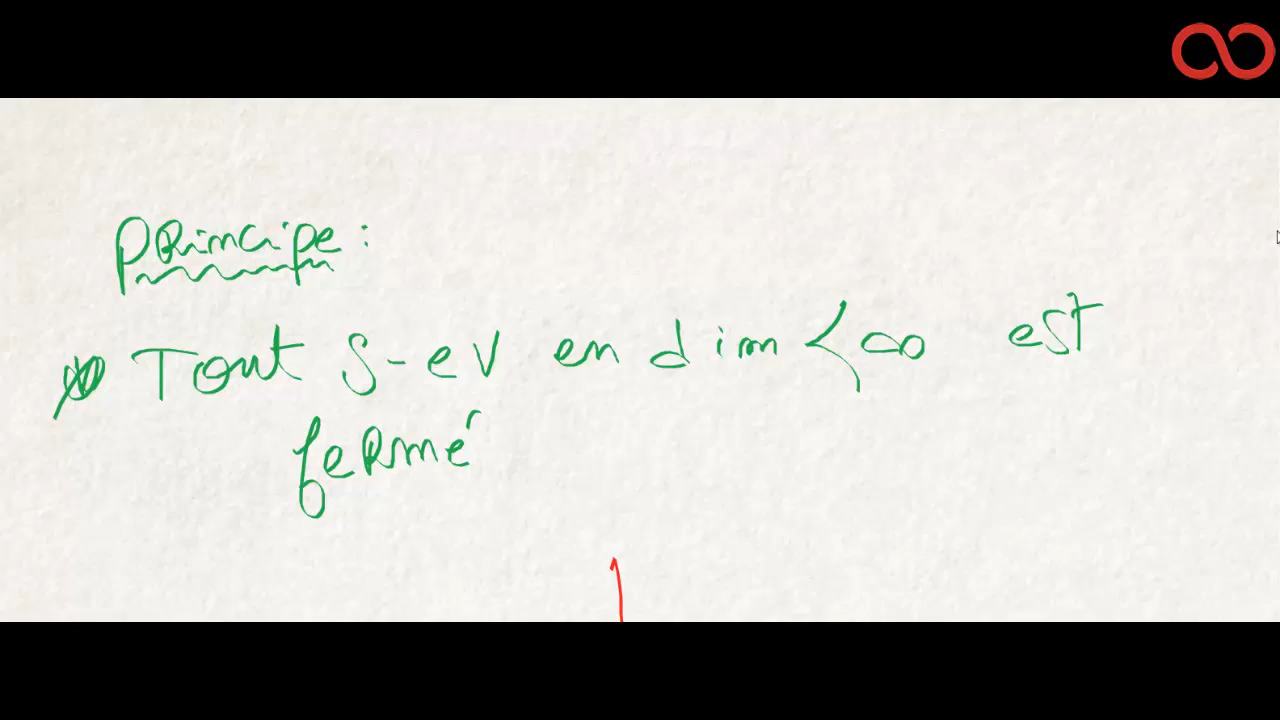 Principe :
Tout s-ev en dim < ∞ est
fermé